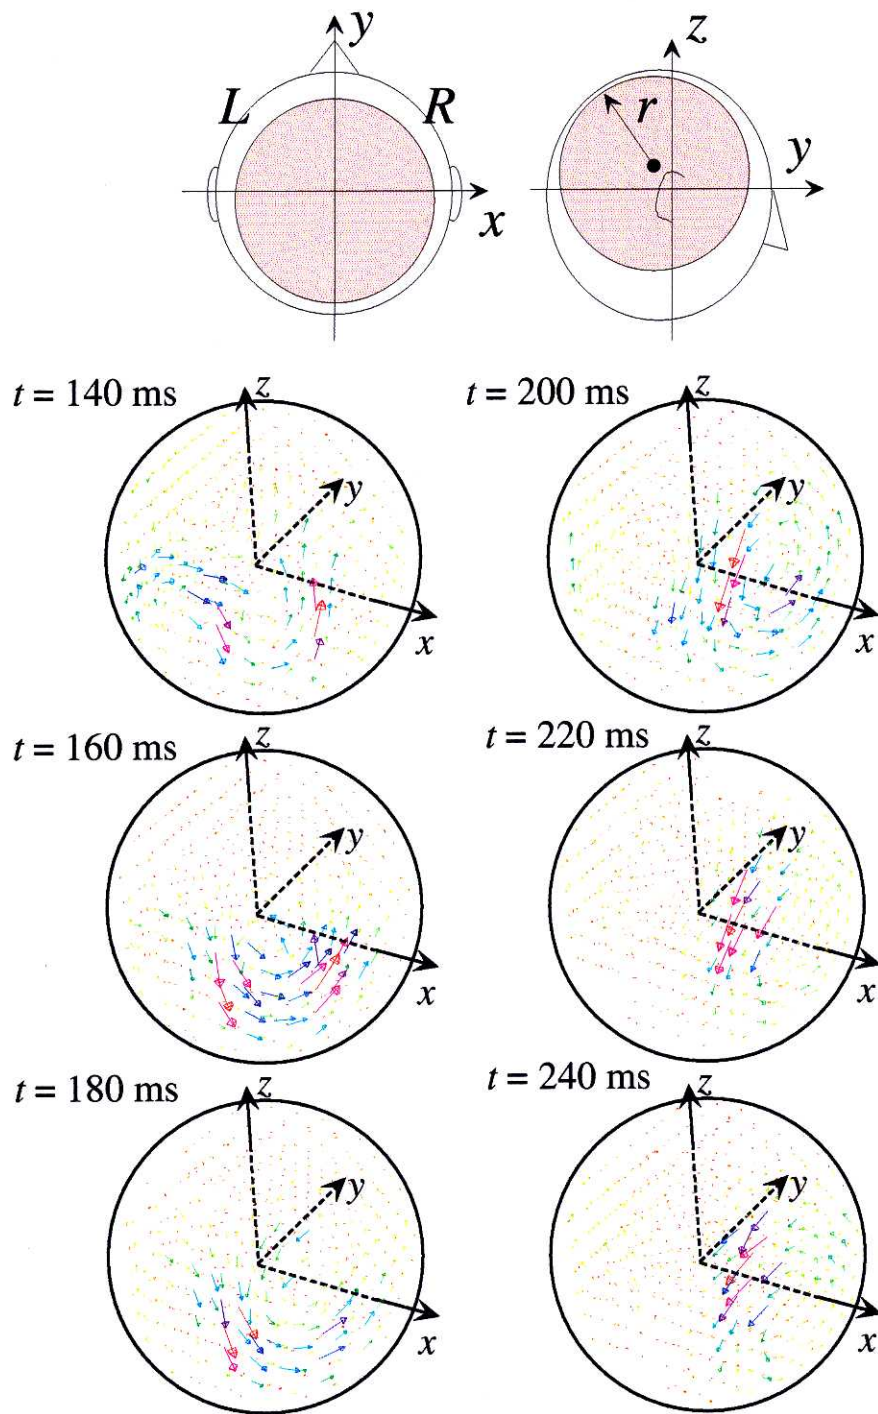 y
z
L
R
r
y
x
t = 140 ms
z
y
x
t = 200 ms
z
y
x
t = 160 ms
z
y
x
t = 220 ms
z
y
x
t = 180 ms
z
y
x
t = 240 ms
z
y
x